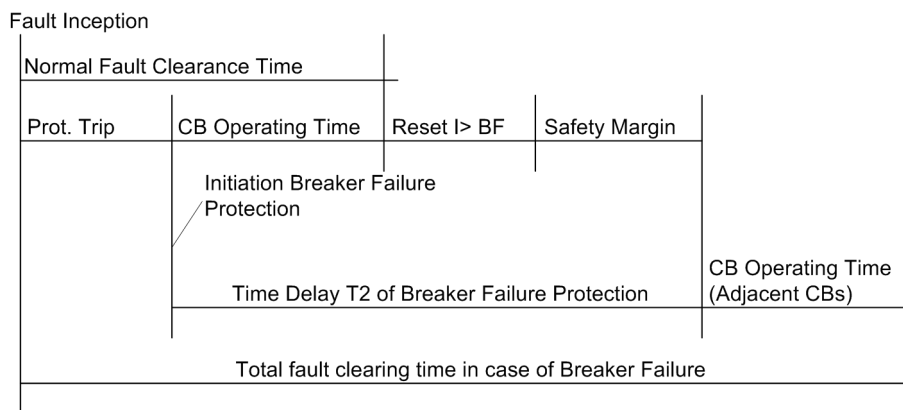 Fault Inception
Normal Fault Clearance Time
Prot. Trip
CB Operating Time
Reset I> BF
Safety Margin
Initiation Breaker Failure
Protection
CB Operating Time
(Adjacent CBs)
Time Delay T2 of Breaker Failure Protection
Total fault clearing time in case of Breaker Failure